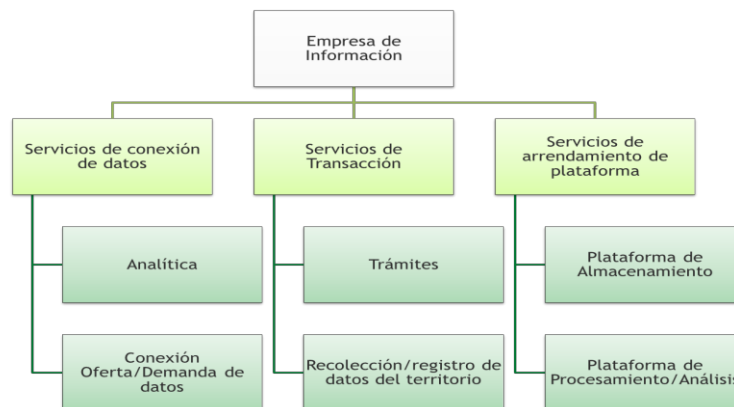 Empresa de
Información
Servicios de conexión
de datos
Servicios de
Transacción
Servicios de
arrendamiento de
plataforma
Analítica
Trámites
Plataforma de
Almacenamiento
Conexión
Oferta/Demanda de
datos
Recolección/registro de
datos del territorio
Plataforma de
Procesamiento/Análisis